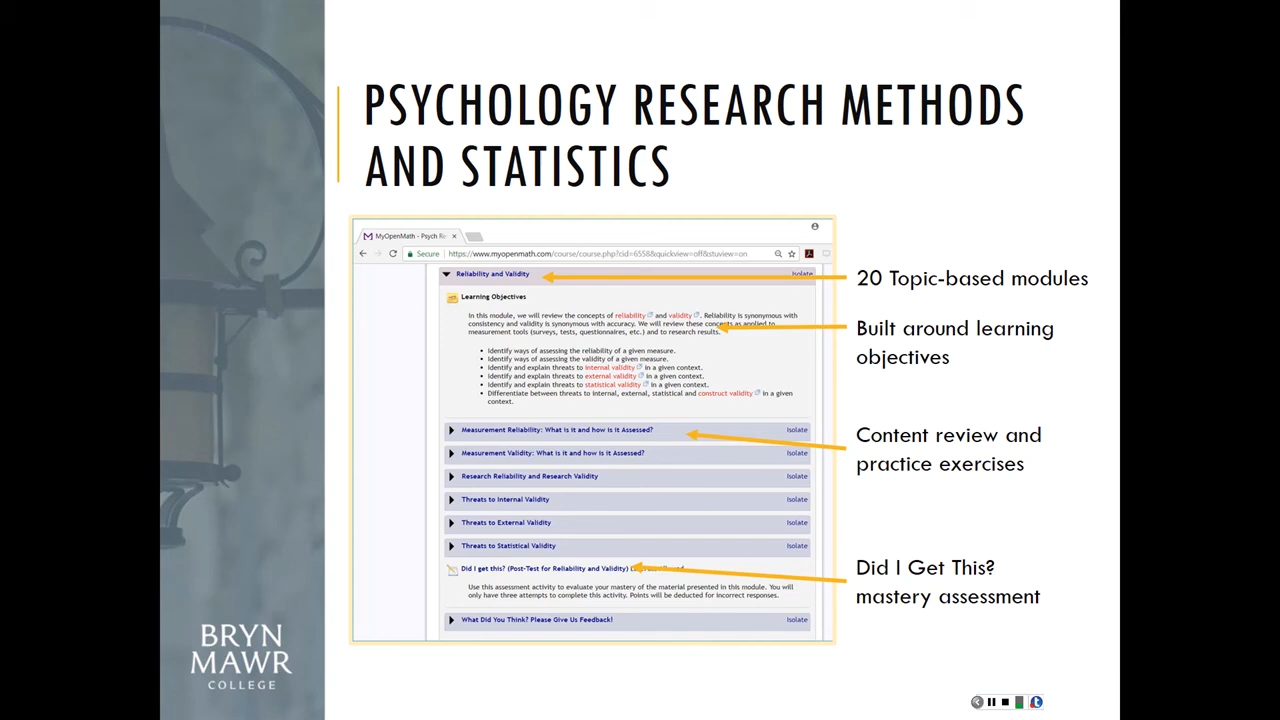 PSYCHOLOGY RESEARCH METHODS
AND STATISTICS
MyOpenMath - Psych Re
Secure
https://www.myopenmath.com/course/course.php?cid=6558&quickview=off&stuview=on
Reliability and Validity
Isolate
20 Topic-based modules
Learning Objectives
In this module, we will review the concepts of reliability and validity. Reliability is synonymous with
consistency and validity is synonymous with accuracy. We will review these concepts as applied to
measurement tools (surveys, tests, questionnaires, etc.) and to research results.
Built around learning
objectives
• Identify ways of assessing the reliability of a given measure.
• Identify ways of assessing the validity of a given measure.
• Identify and explain threats to internal validity in a given context.
• Identify and explain threats to external validity in a given context.
• Identify and explain threats to statistical validity in a given context.
• Differentiate between threats to internal, external, statistical and construct validity in a given
context.
Measurement Reliability: What is it and how is it Assessed?
Isolate
Content review and
practice exercises
Measurement Validity: What is it and how is it Assessed?
Isolate
Research Reliability and Research Validity
Isolate
Threats to Internal Validity
Isolate
Threats to External Validity
Isolate
Threats to Statistical Validity
Isolate
Did I get this? (Post-Test for Reliability and Validity)
Did I Get This?
mastery assessment
Use this assessment activity to evaluate your mastery of the material presented in this module. You will
only have three attempts to complete this activity. Points will be deducted for incorrect responses.
What Did You Think? Please Give Us Feedback!
Isolate
BRYN
MAWR
COLLEGE